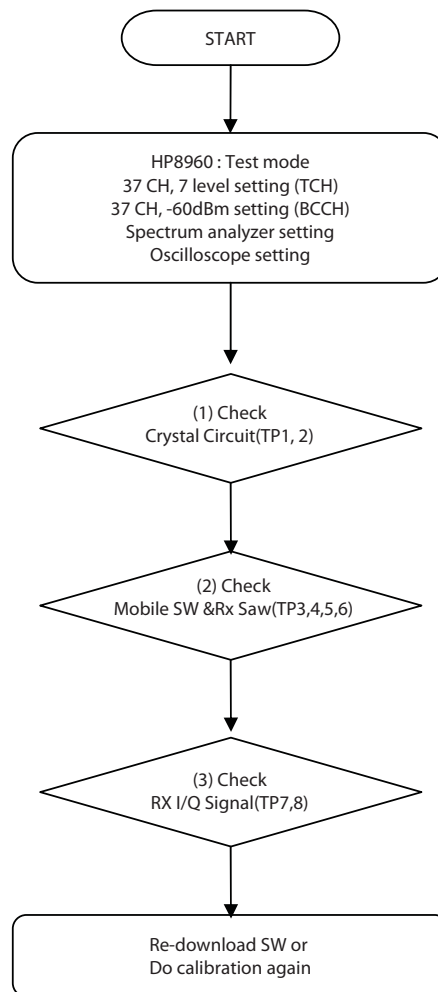 START
HP8960 : Test mode
37 CH, 7 level setting (TCH)
37 CH, -60dBm setting (BCCH)
Spectrum analyzer setting
Oscilloscope setting
(1) Check
Crystal Circuit(TP1, 2)
(2) Check
Mobile SW &Rx Saw(TP3,4,5,6)
(3) Check
RX I/Q Signal(TP7,8)
Re-download SW or
Do calibration again